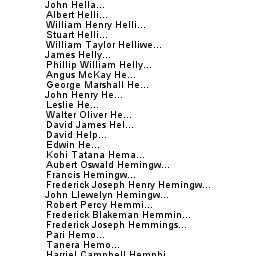 John Hella...
Albert Helli...
William Henry Helli...
Stuart Helli...
William Taylor Helliwe...
James Helly...
Phillip William Helly...
Angus McKay He...
George Marshall He...
John Henry He...
Leslie He...
Walter Oliver He...
David James Hel...
David Help...
Edwin He...
Kohi Tatana Hema...
Aubert Oswald Hemingw...
Francis Hemingw...
Frederick Joseph Henry Hemingw...
John Llewelyn Hemingw...
Robert Percy Hemmi...
Frederick Blakeman Hemmin...
Frederick Joseph Hemmings...
Pari Hemo...
Tanera Hemo...
Harriel Campbell Hemphi...